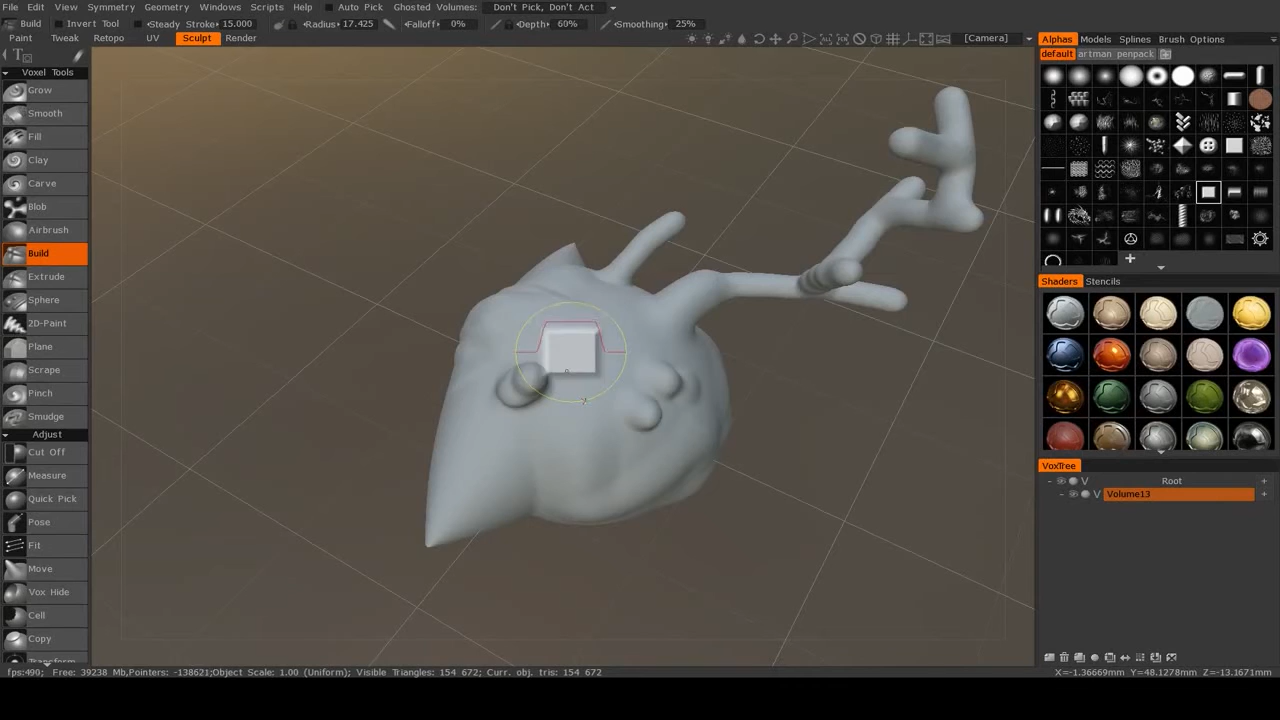 File Edit View Symmetry Geometry Windows Scripts Help Auto Pick Ghosted Volumes: Don't Pick, Don't Act
Build Invert Tool Steady Stroke 15.000 Radius 17.425 Falloff 0% Depth 60% Smoothing 25%
Paint Tweak Retopo UV Sculpt Render [Camera] Alphas Models Splines Brush Options
default artman penpack
Voxel Tools
Grow
Smooth
Fill
Clay
Carve
Blob
Airbrush
Build
Extrude
Sphere
2D-Paint
Plane
Scrape
Pinch
Smudge
Adjust
Cut Off
Measure
Quick Pick
Pose
Fit
Move
Vox Hide
Cell
Copy
Shaders Stencils
VoxTree
V Root
V Volume13
fps:490; Free: 39238 Mb,Pointers: -138621;Object Scale: 1.00 (Uniform); Visible Triangles: 154 672; Curr. obj. tris: 154 672 X=-1.36669mm Y=48.1278mm Z=-13.1671mm